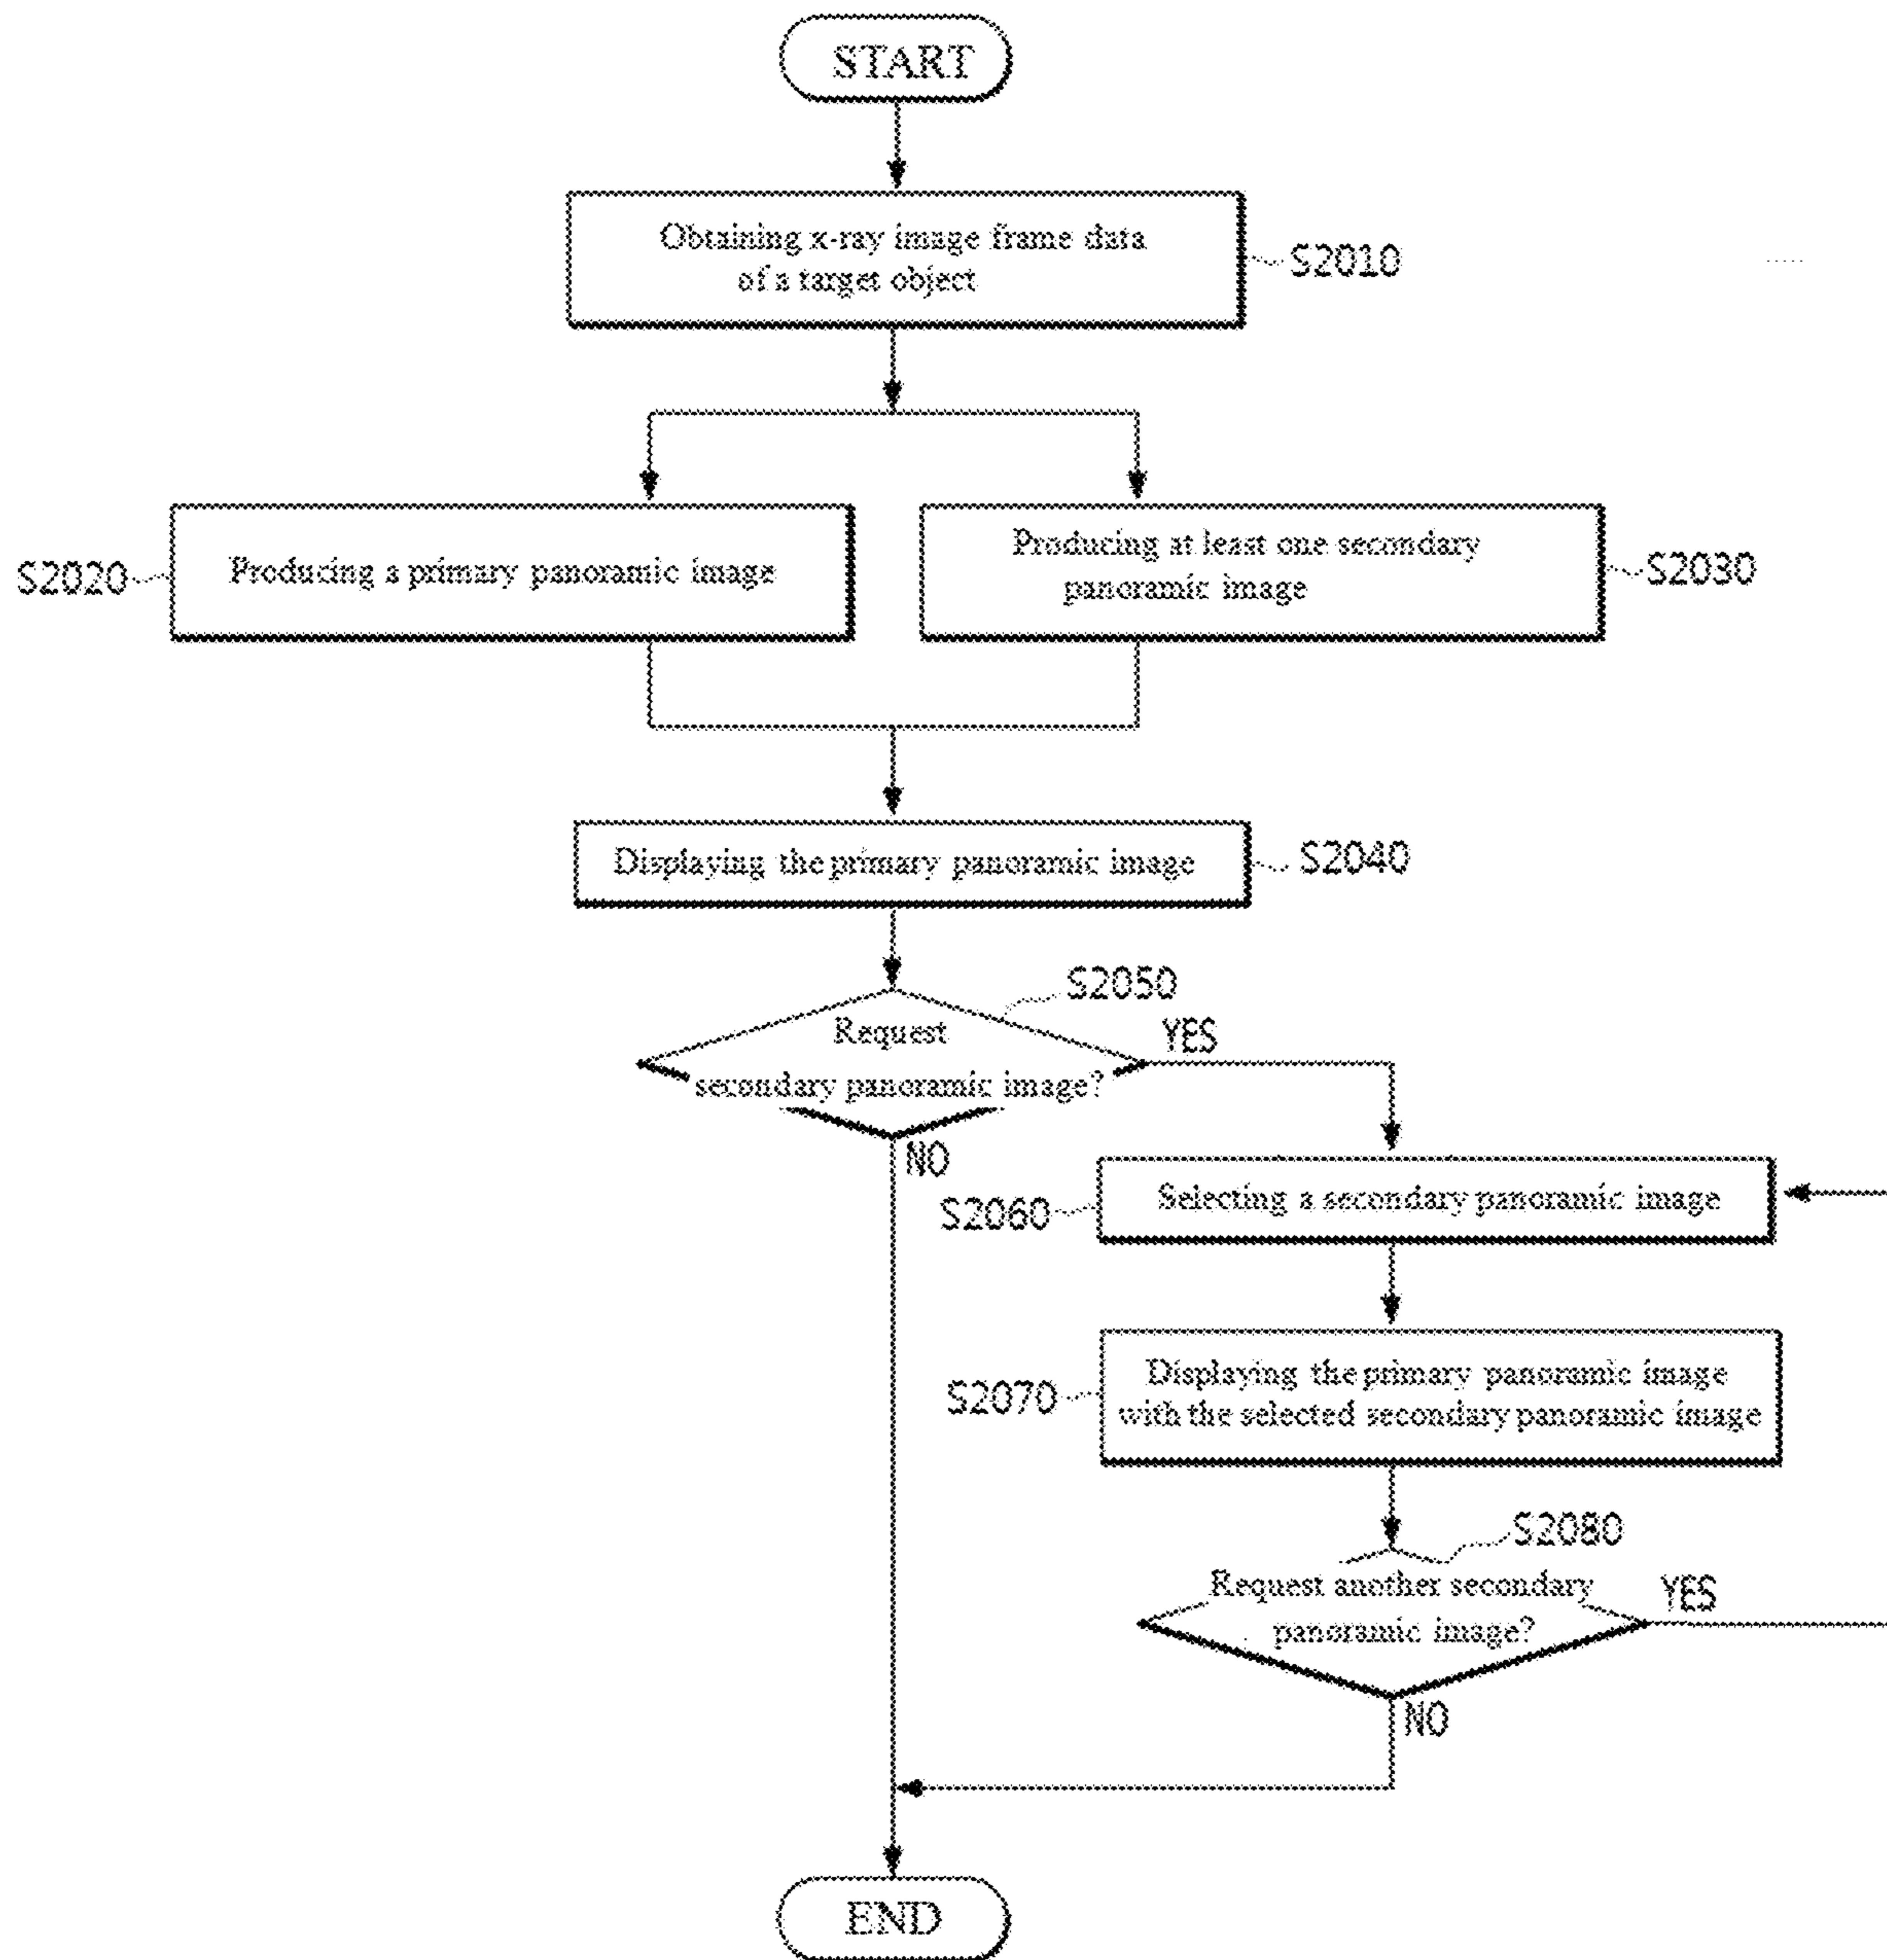 START
Obtaining x-ray image frame data
of a target object
S2010
S2020
Producing a primary panoramic image
Producing at least one secondary
panoramic image
S2030
Displaying the primary panoramic image
S2040
S2050
Request
secondary panoramic image?
YES
NO
S2060
Selecting a secondary panoramic image
S2070
Displaying the primary panoramic image
with the selected secondary panoramic image
S2080
Request another secondary
panoramic image?
YES
NO
END